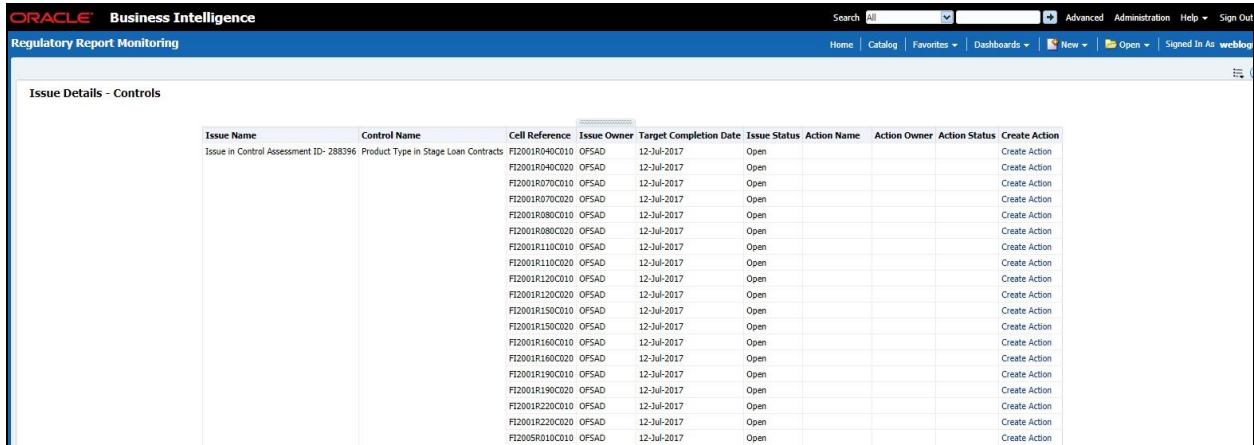 ORACLE Business Intelligence Search All Advanced Administration Help Sign Out
Regulatory Report Monitoring Home Catalog Favorites Dashboards New Open Signed In As weblog
Issue Details - Controls
Issue Name Control Name Cell Reference Issue Owner Target Completion Date Issue Status Action Name Action Owner Action Status Create Action
Issue in Control Assessment ID- 288396 Product Type in Stage Loan Contracts FI2001R040C010 OFSAD 12-Jul-2017 Open Create Action
FI2001R040C020 OFSAD 12-Jul-2017 Open Create Action
FI2001R070C010 OFSAD 12-Jul-2017 Open Create Action
FI2001R070C020 OFSAD 12-Jul-2017 Open Create Action
FI2001R080C010 OFSAD 12-Jul-2017 Open Create Action
FI2001R080C020 OFSAD 12-Jul-2017 Open Create Action
FI2001R110C010 OFSAD 12-Jul-2017 Open Create Action
FI2001R110C020 OFSAD 12-Jul-2017 Open Create Action
FI2001R120C010 OFSAD 12-Jul-2017 Open Create Action
FI2001R120C020 OFSAD 12-Jul-2017 Open Create Action
FI2001R150C010 OFSAD 12-Jul-2017 Open Create Action
FI2001R150C020 OFSAD 12-Jul-2017 Open Create Action
FI2001R160C010 OFSAD 12-Jul-2017 Open Create Action
FI2001R160C020 OFSAD 12-Jul-2017 Open Create Action
FI2001R190C010 OFSAD 12-Jul-2017 Open Create Action
FI2001R190C020 OFSAD 12-Jul-2017 Open Create Action
FI2001R220C010 OFSAD 12-Jul-2017 Open Create Action
FI2001R220C020 OFSAD 12-Jul-2017 Open Create Action
FI2005R010C010 OFSAD 12-Jul-2017 Open Create Action